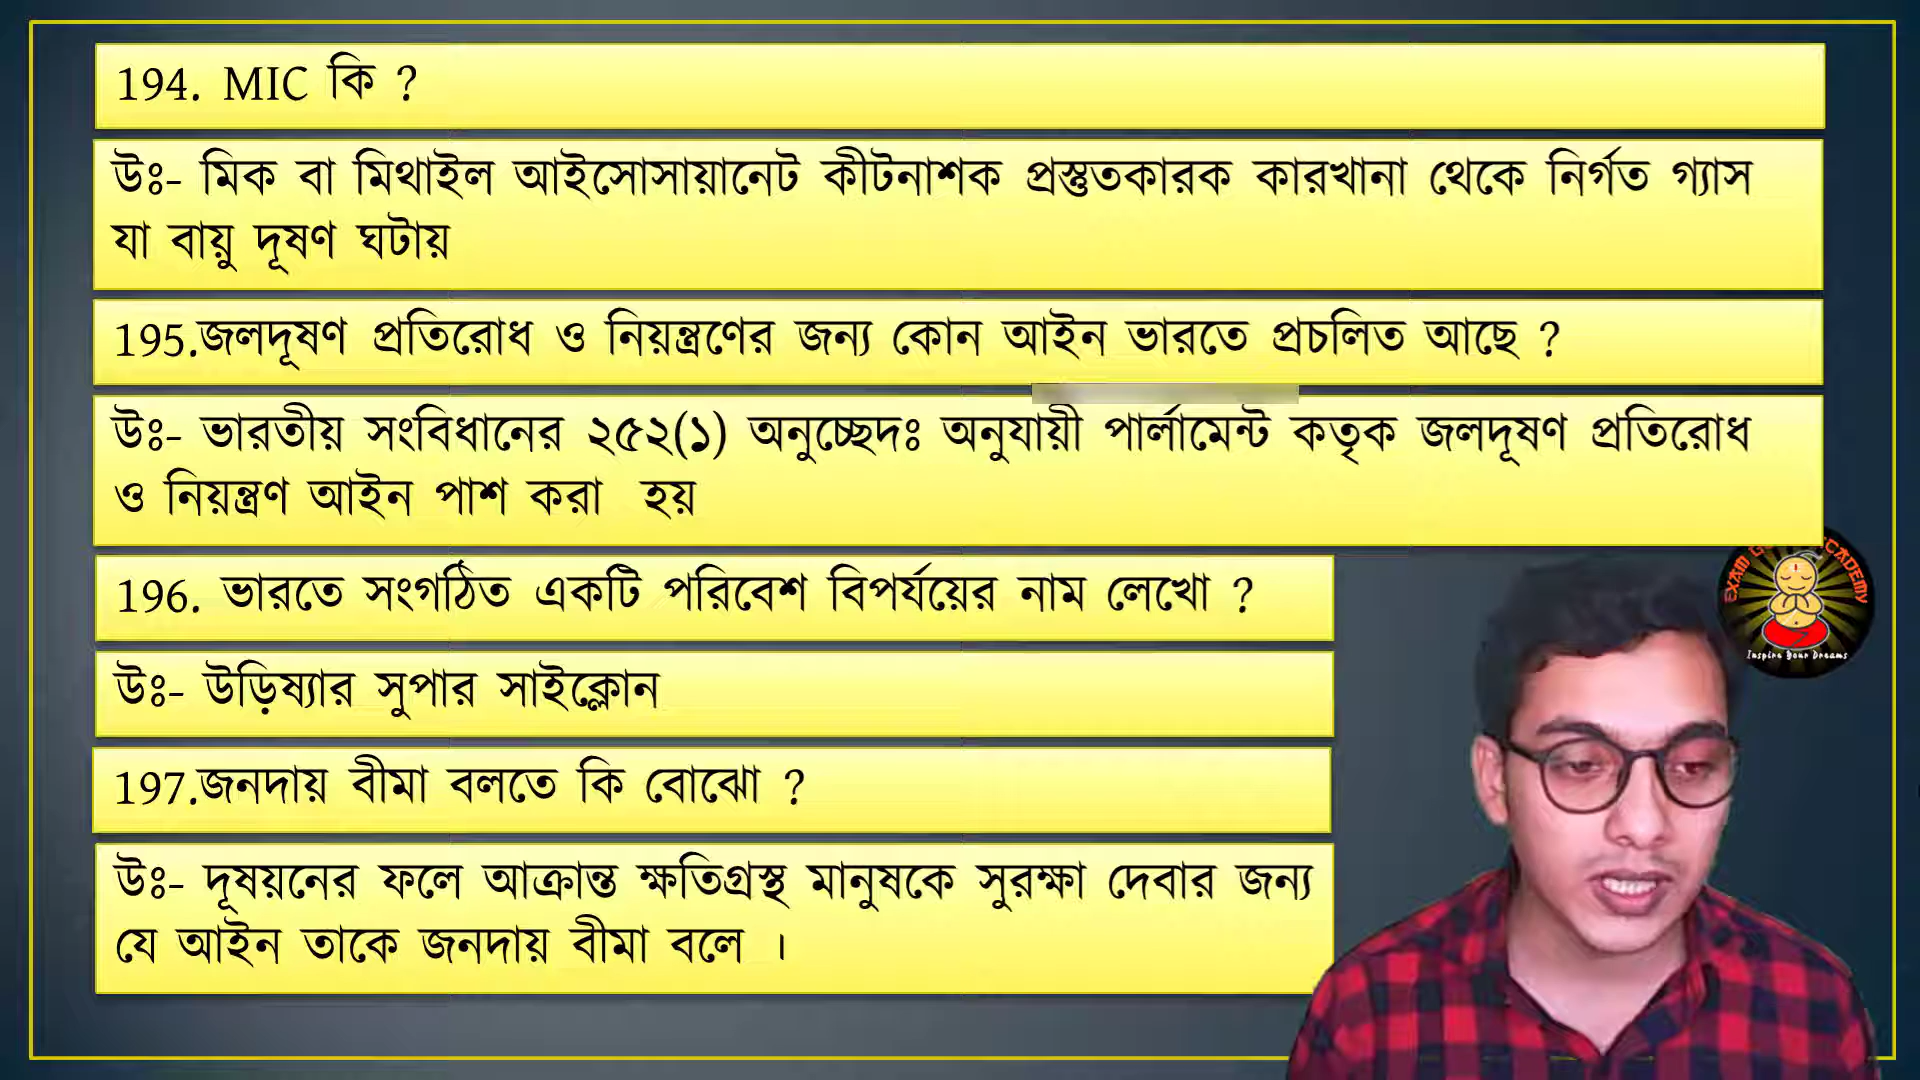 194. MIC কি ?
উঃ- মিক বা মিথাইল আইসোসায়ানেট কীটনাশক প্রস্তুতকারক কারখানা থেকে নির্গত গ্যাস
যা বায়ু দূষণ ঘটায়
195.জলদূষণ প্রতিরোধ ও নিয়ন্ত্রণের জন্য কোন আইন ভারতে প্রচলিত আছে ?
উঃ- ভারতীয় সংবিধানের ২৫২(১) অনুচ্ছেদঃ অনুযায়ী পার্লামেন্ট কতৃক জলদূষণ প্রতিরোধ
ও নিয়ন্ত্রণ আইন পাশ করা হয়
196. ভারতে সংগঠিত একটি পরিবেশ বিপর্যয়ের নাম লেখো ?
উঃ- উড়িষ্যার সুপার সাইক্লোন
197.জনদায় বীমা বলতে কি বোঝো ?
উঃ- দূষয়নের ফলে আক্রান্ত ক্ষতিগ্রস্থ মানুষকে সুরক্ষা দেবার জন্য
যে আইন তাকে জনদায় বীমা বলে ।
EXAM
Inspire Your Dreams